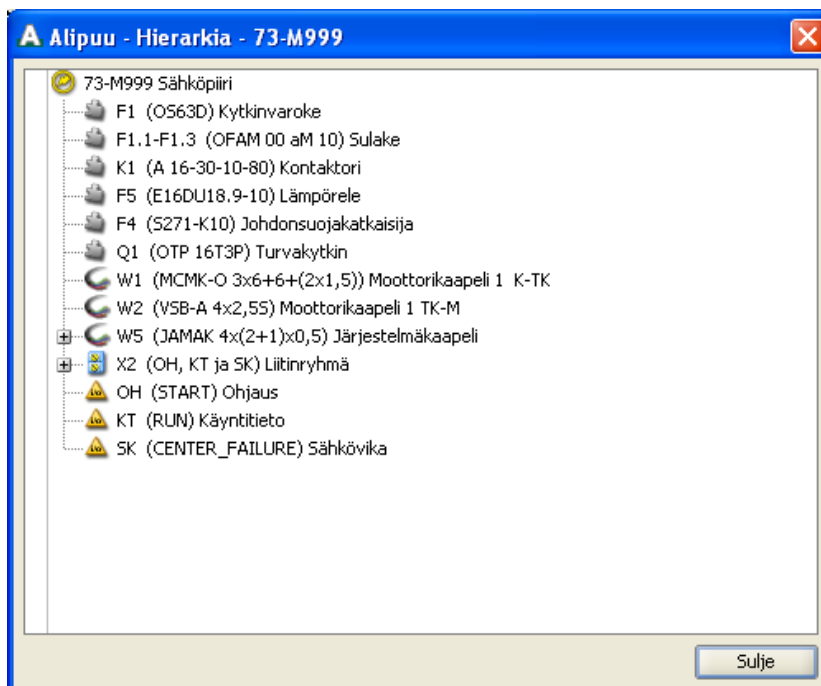 Alipuu - Hierarkia - 73-M999
73-M999 Sähköpiiri
F1 (OS63D) Kytkinvaroke
F1.1-F1.3 (OFAM 00 aM 10) Sulake
K1 (A 16-30-10-80) Kontaktori
F5 (E16DU18.9-10) Lämpörele
F4 (S271-K10) Johdonsuojakatkaisija
Q1 (OTP 16T3P) Turvakytkin
W1 (MCMK-O 3x6+6+(2x1,5)) Moottorikaapeli 1 K-TK
W2 (VSB-A 4x2,5S) Moottorikaapeli 1 TK-M
W5 (JAMAK 4x(2+1)x0,5) Järjestelmäkaapeli
X2 (OH, KT ja SK) Liitinryhmä
OH (START) Ohjaus
KT (RUN) Käyntitieto
SK (CENTER_FAILURE) Sähkövika
Sulje